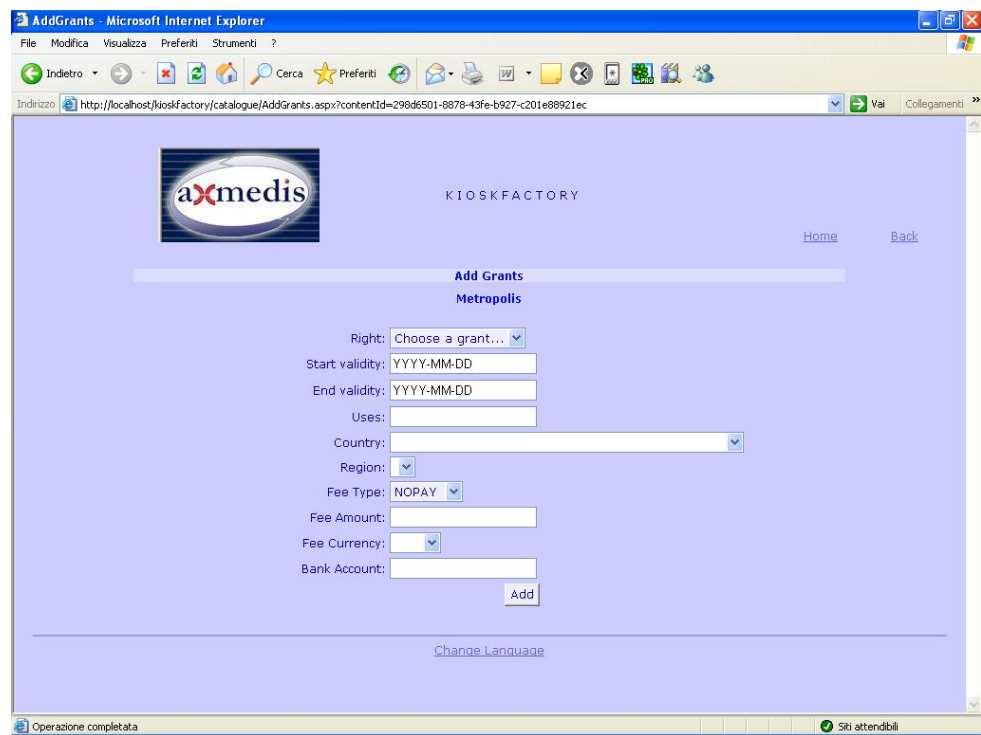 AddGrants - Microsoft Internet Explorer
File Modifica Visualizza Preferiti Strumenti ?
Indietro Cerca Preferiti
Indirizzo http://localhost/kioskfactory/catalogue/AddGrants.aspx?contentId=298d6501-8878-43fe-b927-c201e88921ec Vai Collegamenti »
axmedis
KIOSKFACTORY
Home Back
Add Grants
Metropolis
Right: Choose a grant...
Start validity: YYYY-MM-DD
End validity: YYYY-MM-DD
Uses:
Country:
Region:
Fee Type: NOPAY
Fee Amount:
Fee Currency:
Bank Account:
Add
Change Language
Operazione completata Siti attendibili